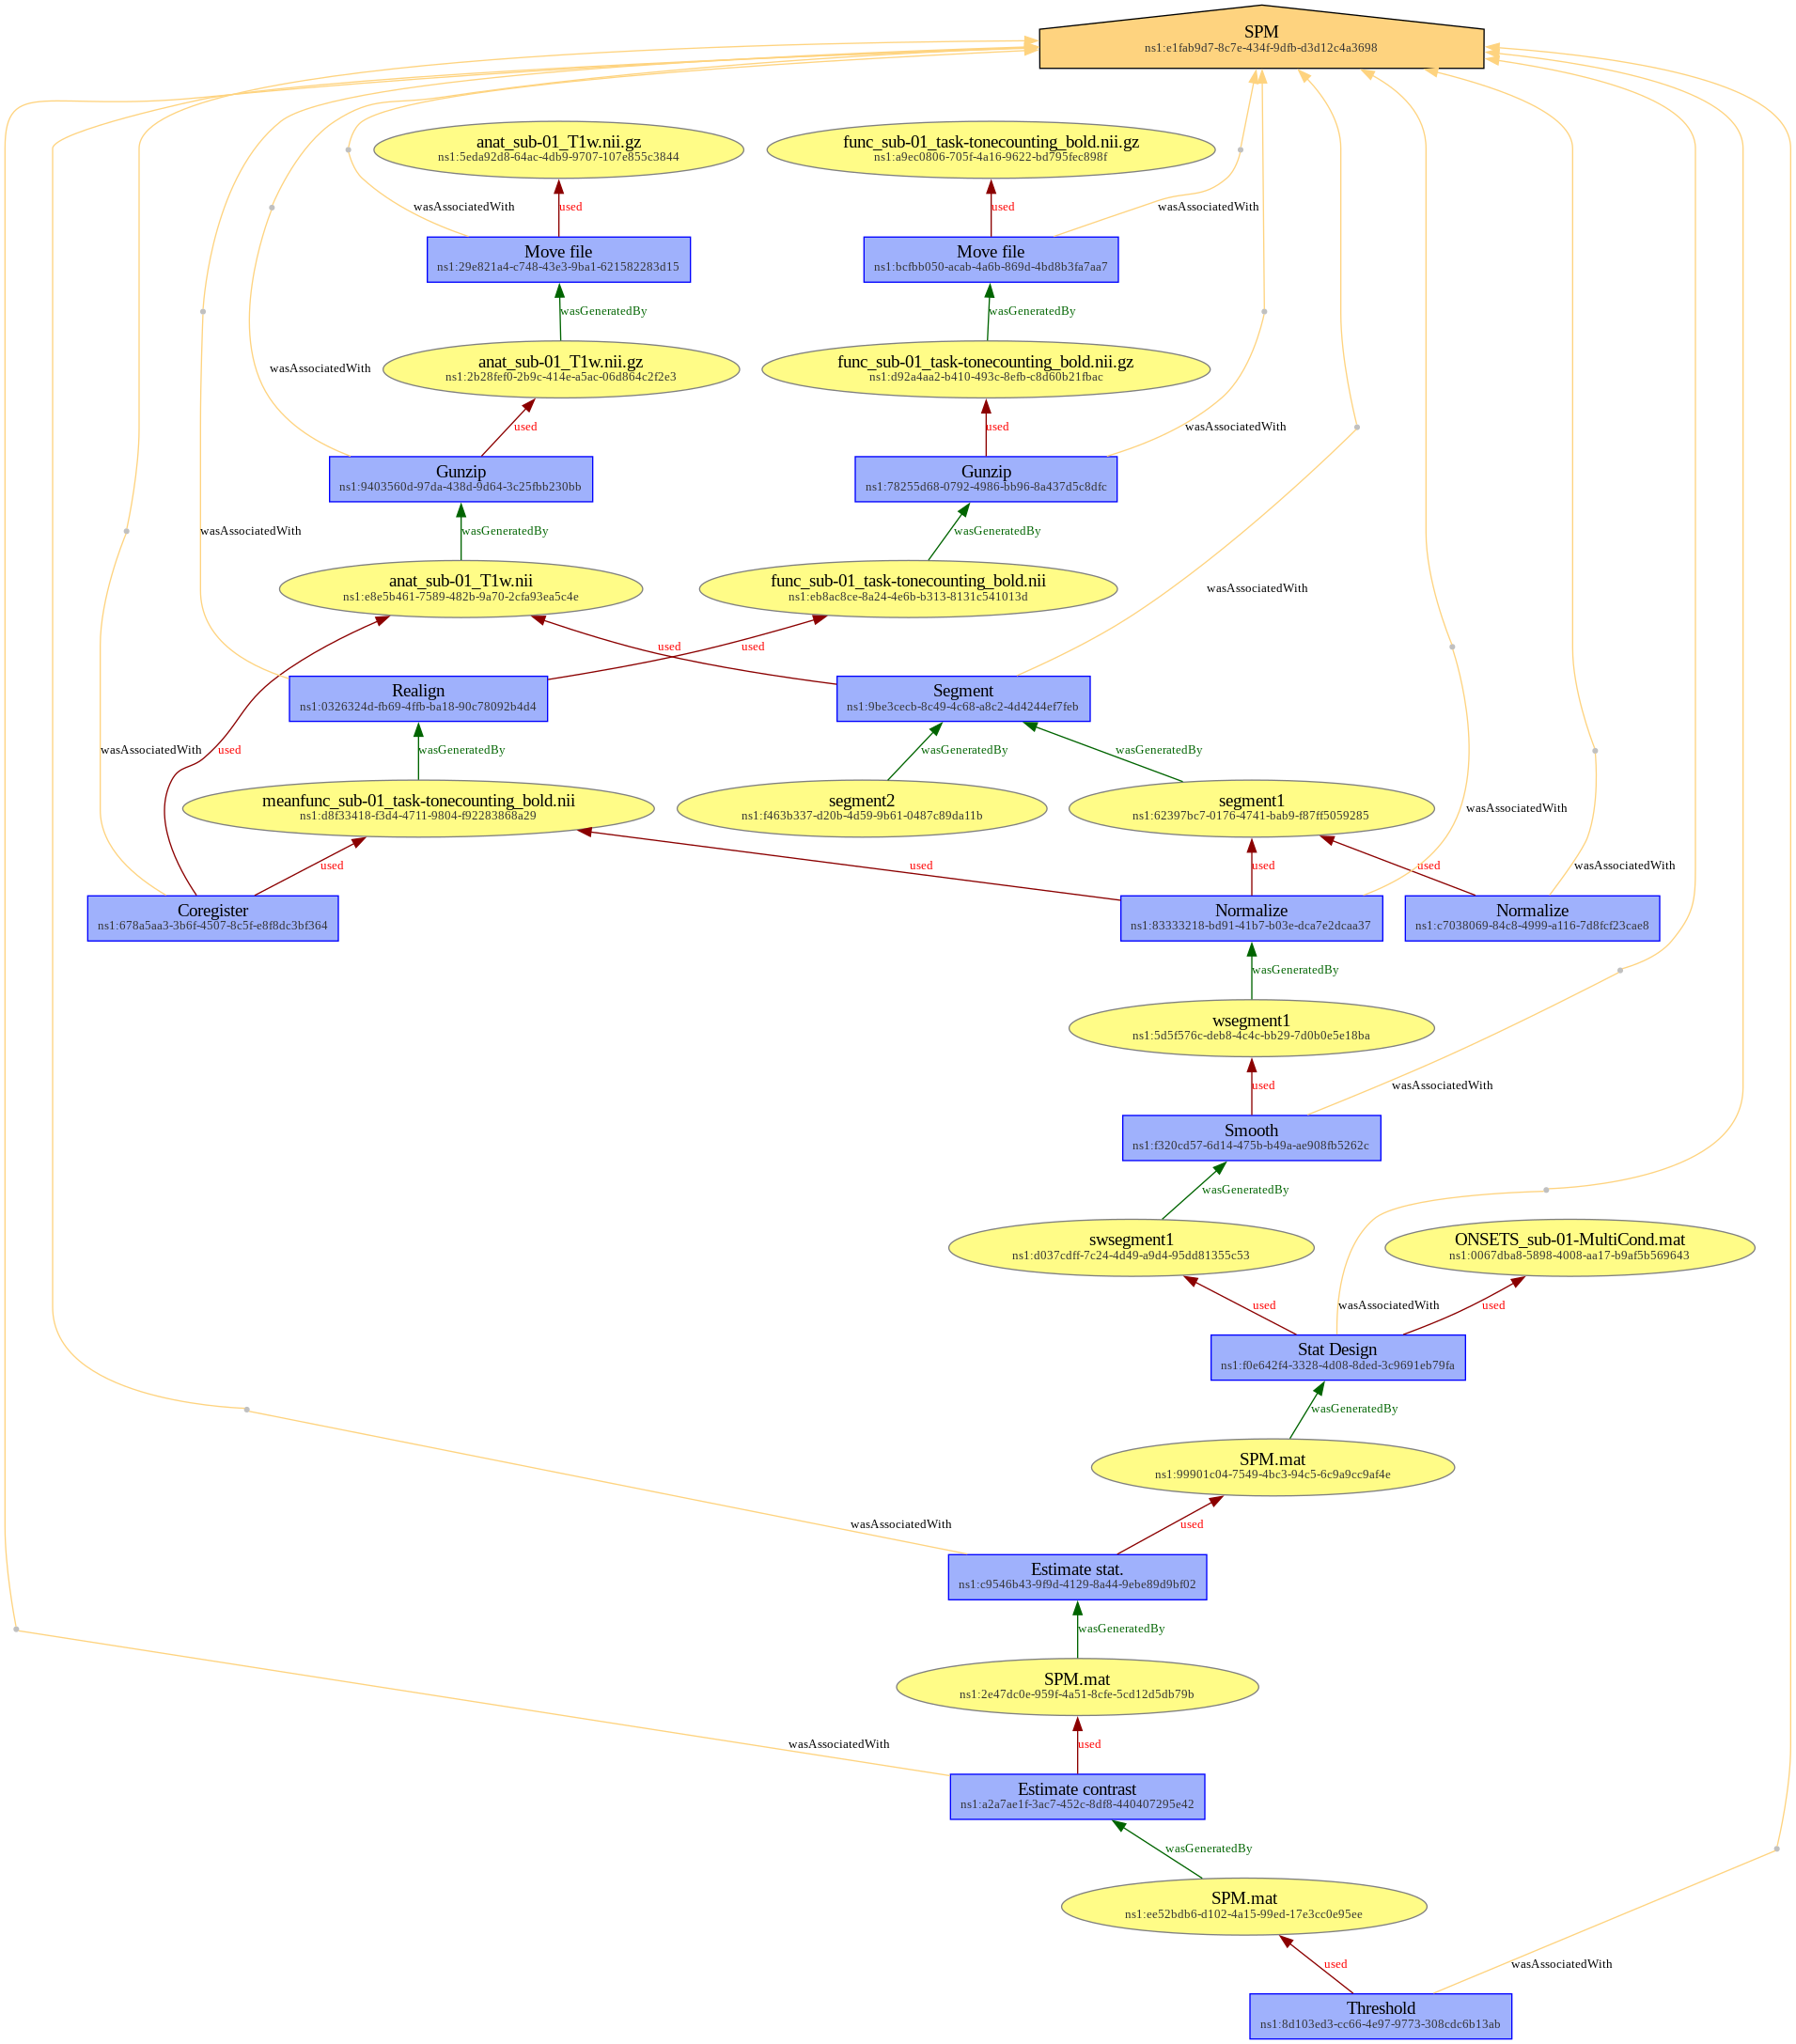 SPM
ns1:e1fab9d7-8c7e-434f-9dfb-d3d12c4a3698
anat_sub-01_T1w.nii.gz
ns1:5eda92d8-64ac-4db9-9707-107e855c3844
func_sub-01_task-tonecounting_bold.nii.gz
ns1:a9ec0806-705f-4a16-9622-bd795fec898f
wasAssociatedWith
used
used
wasAssociatedWith
Move file
ns1:29e821a4-c748-43e3-9ba1-621582283d15
Move file
ns1:bcfbb050-acab-4a6b-869d-4bd8b3fa7aa7
wasGeneratedBy
wasGeneratedBy
anat_sub-01_T1w.nii.gz
ns1:2b28fef0-2b9c-414e-a5ac-06d864c2f2e3
func_sub-01_task-tonecounting_bold.nii.gz
ns1:d92a4aa2-b410-493c-8efb-c8d60b21fbac
wasAssociatedWith
used
used
wasAssociatedWith
Gunzip
ns1:9403560d-97da-438d-9d64-3c25fbb230bb
Gunzip
ns1:78255d68-0792-4986-bb96-8a437d5c8dfc
wasAssociatedWith
wasGeneratedBy
wasGeneratedBy
anat_sub-01_T1w.nii
ns1:e8e5b461-7589-482b-9a70-2cfa93ea5c4e
func_sub-01_task-tonecounting_bold.nii
ns1:eb8ac8ce-8a24-4e6b-b313-8131c541013d
wasAssociatedWith
used
used
Realign
ns1:0326324d-fb69-4ffb-ba18-90c78092b4d4
Segment
ns1:9be3cecb-8c49-4c68-a8c2-4d4244ef7feb
wasAssociatedWith
used
wasGeneratedBy
wasGeneratedBy
wasGeneratedBy
meanfunc_sub-01_task-tonecounting_bold.nii
ns1:d8f33418-f3d4-4711-9804-f92283868a29
segment2
ns1:f463b337-d20b-4d59-9b61-0487c89da11b
segment1
ns1:62397bc7-0176-4741-bab9-f87ff5059285
wasAssociatedWith
used
used
used
used
wasAssociatedWith
Coregister
ns1:678a5aa3-3b6f-4507-8c5f-e8f8dc3bf364
Normalize
ns1:83333218-bd91-41b7-b03e-dca7e2dcaa37
Normalize
ns1:c7038069-84c8-4999-a116-7d8fcf23cae8
wasGeneratedBy
wsegment1
ns1:5d5f576c-deb8-4c4c-bb29-7d0b0e5e18ba
used
wasAssociatedWith
Smooth
ns1:f320cd57-6d14-475b-b49a-ae908fb5262c
wasGeneratedBy
swsegment1
ns1:d037cdff-7c24-4d49-a9d4-95dd81355c53
ONSETS_sub-01-MultiCond.mat
ns1:0067dba8-5898-4008-aa17-b9af5b569643
used
wasAssociatedWith
used
Stat Design
ns1:f0e642f4-3328-4d08-8ded-3c9691eb79fa
wasGeneratedBy
SPM.mat
ns1:99901c04-7549-4bc3-94c5-6c9a9cc9af4e
wasAssociatedWith
used
Estimate stat.
ns1:c9546b43-9f9d-4129-8a44-9ebe89d9bf02
wasGeneratedBy
SPM.mat
ns1:2e47dc0e-959f-4a51-8cfe-5cd12d5db79b
wasAssociatedWith
used
Estimate contrast
ns1:a2a7ae1f-3ac7-452c-8df8-440407295e42
wasGeneratedBy
SPM.mat
ns1:ee52bdb6-d102-4a15-99ed-17e3cc0e95ee
used
wasAssociatedWith
Threshold
ns1:8d103ed3-cc66-4e97-9773-308cdc6b13ab